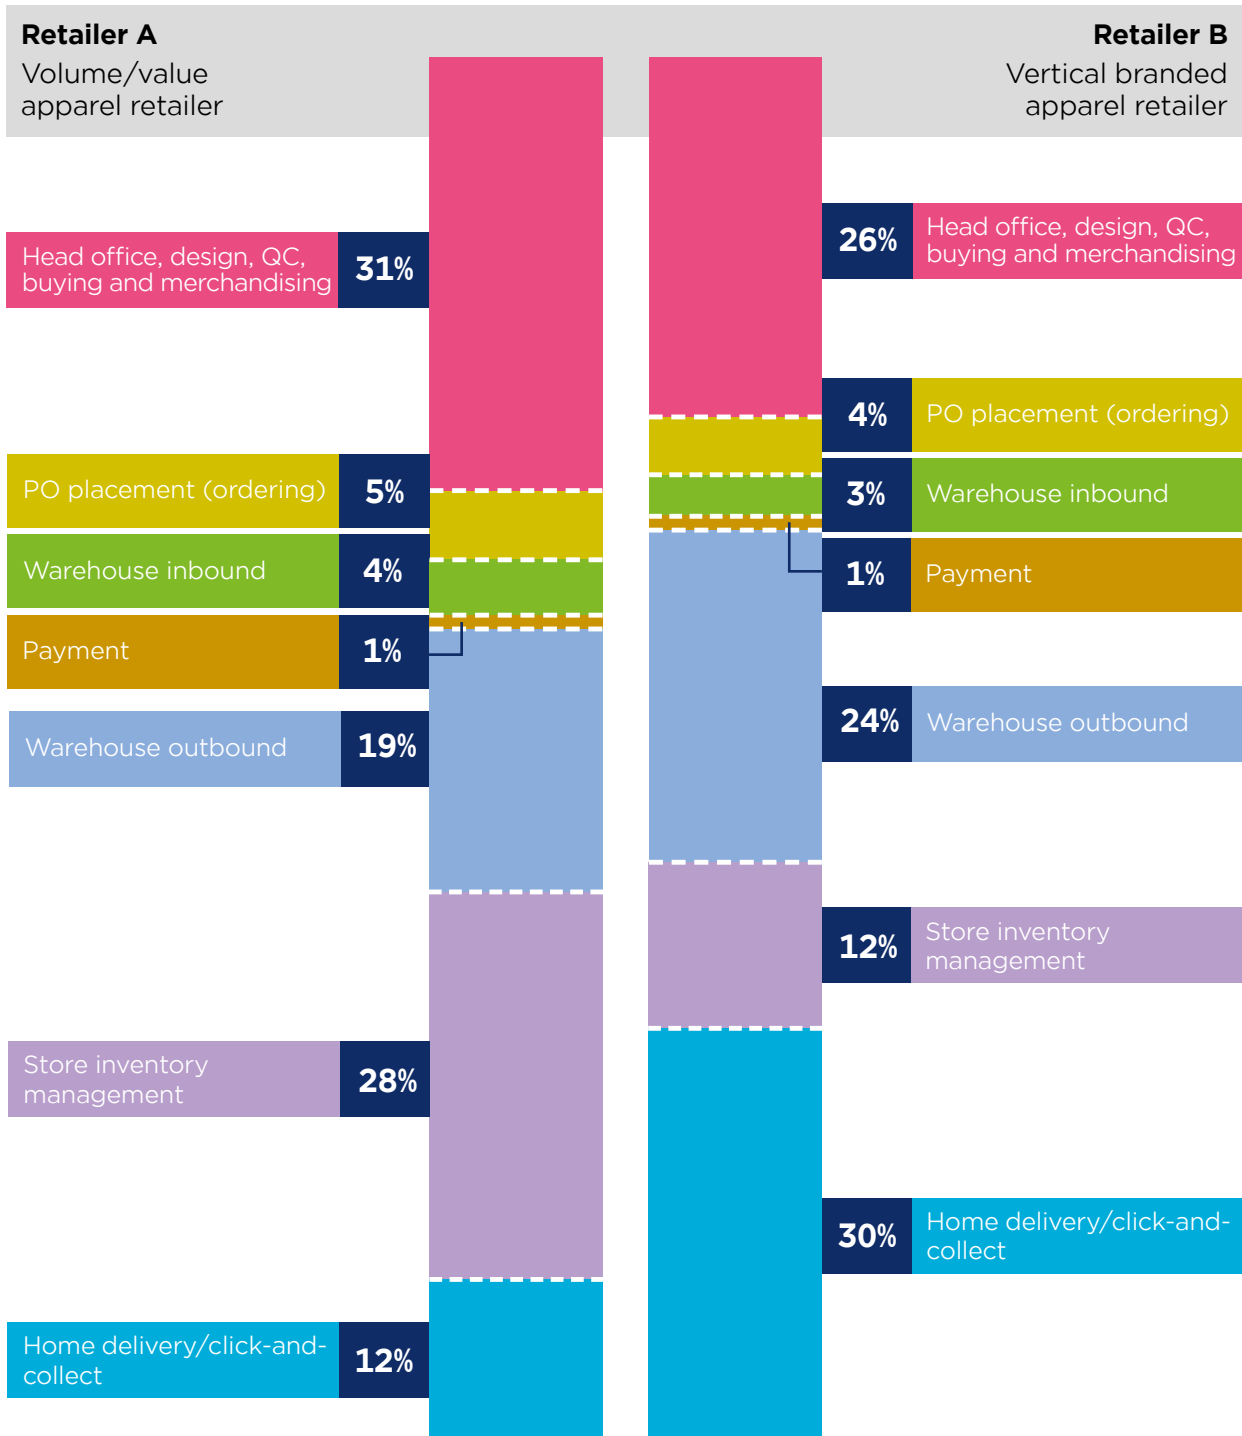 Retailer A
Volume/value
apparel retailer
Retailer B
Vertical branded
apparel retailer
Head office, design, QC,
buying and merchandising
31%
PO placement (ordering)
5%
Warehouse inbound
4%
Payment
1%
Warehouse outbound
19%
Store inventory
management
28%
Home delivery/click-and-
collect
12%
26%
Head office, design, QC,
buying and merchandising
4%
PO placement (ordering)
3%
Warehouse inbound
1%
Payment
24%
Warehouse outbound
12%
Store inventory
management
30%
Home delivery/click-and-
collect